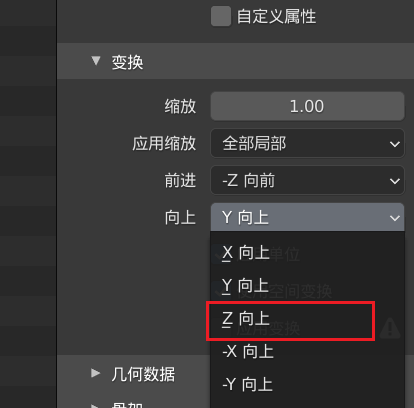 自定义属性
变换
缩放 1.00
应用缩放 全部局部
前进 -Z 向前
向上 Y 向上
X 向上
Y 向上
Z 向上
-X 向上
几何数据
-Y 向上
骨架